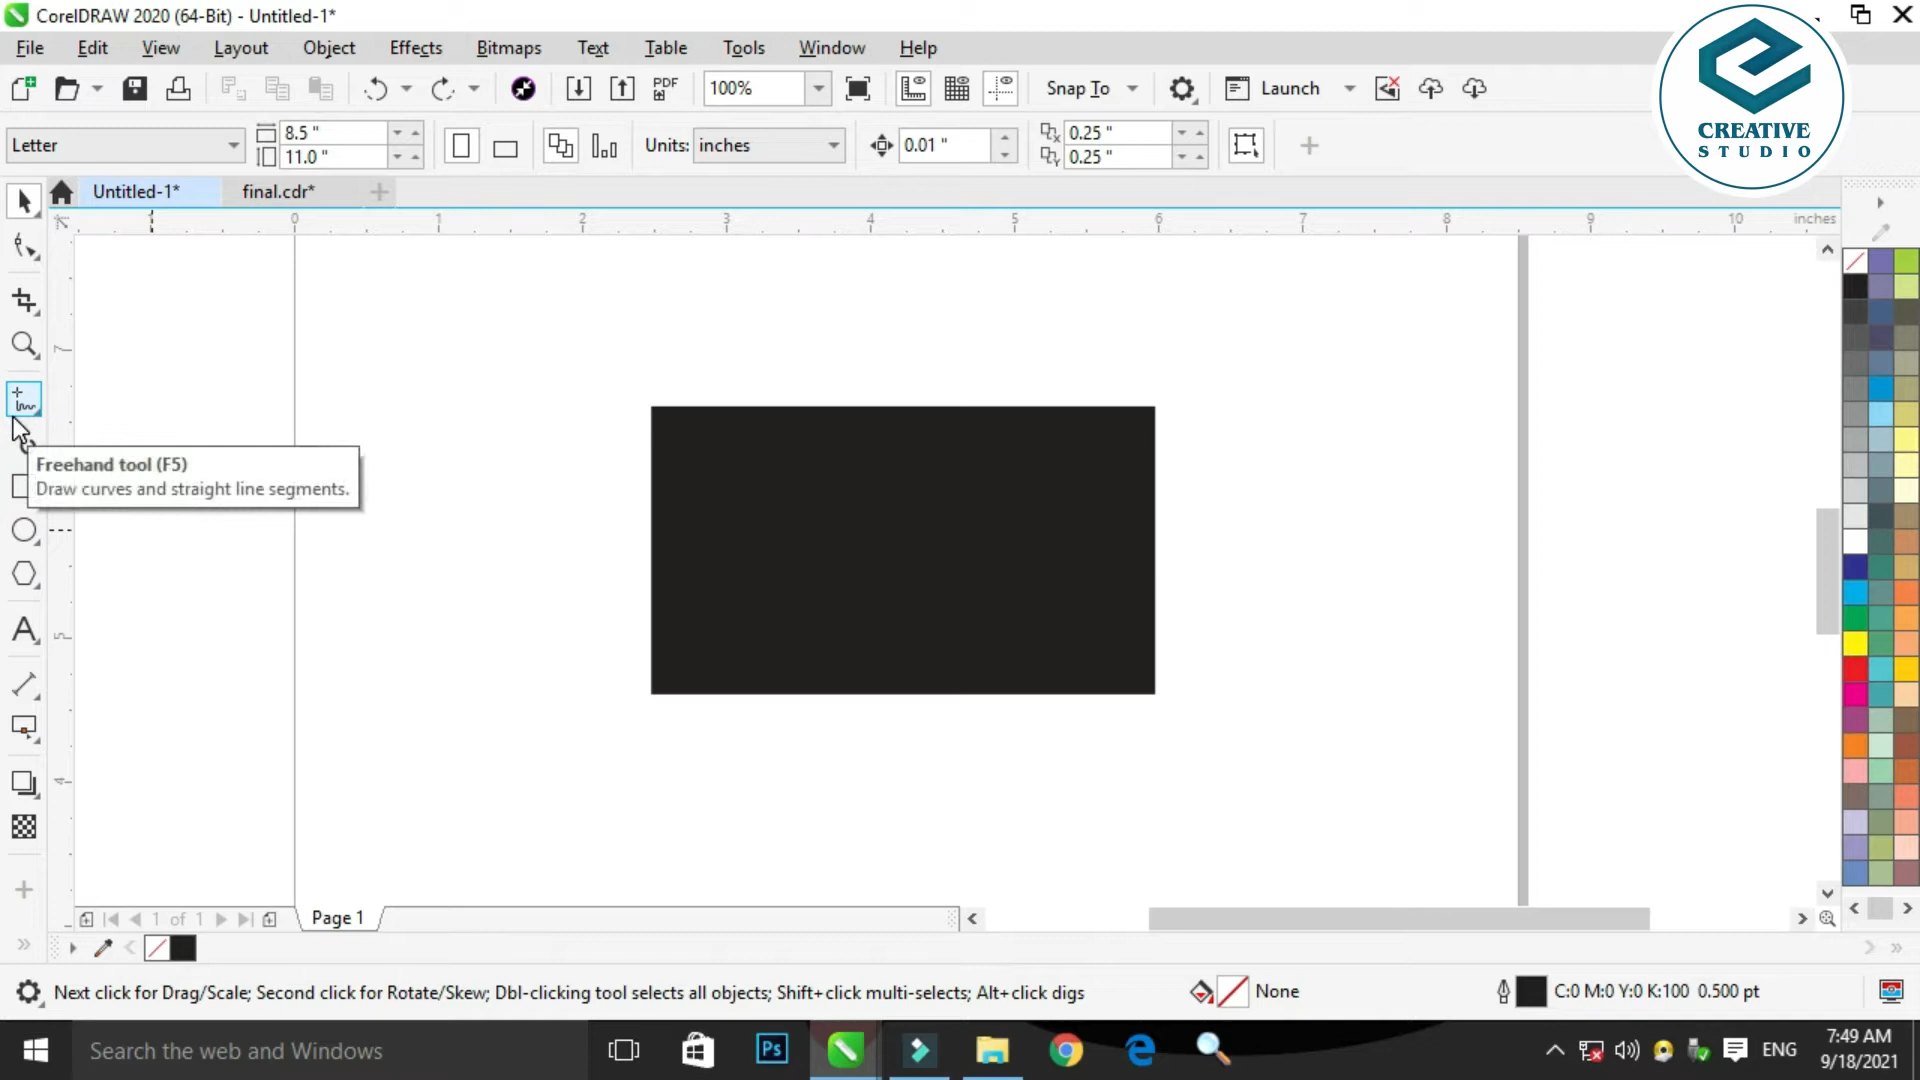 CorelDRAW 2020 (64-Bit) - Untitled-1*
File Edit View Layout Object Effects Bitmaps Text Table Tools Window Help
PDF 100% Snap To Launch
CREATIVE
STUDIO
Letter 8.5 " 11.0 " Units: inches 0.01 " 0.25 " 0.25 "
Untitled-1* final.cdr*
0 1 2 3 4 5 6 7 8 9 10 inches
7
Freehand tool (F5)
Draw curves and straight line segments.
A
5
4
1 of 1 Page 1
Next click for Drag/Scale; Second click for Rotate/Skew; Dbl-clicking tool selects all objects; Shift+click multi-selects; Alt+click digs None C:0 M:0 Y:0 K:100 0.500 pt
Search the web and Windows Ps ENG 7:49 AM
9/18/2021